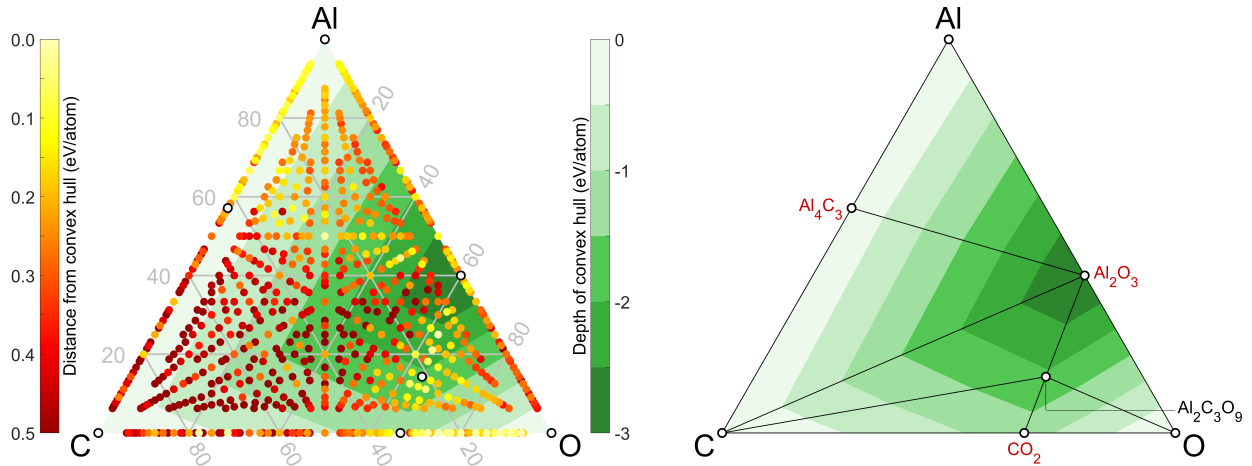 Al
Al
0.0
0.1
0.2
0.3
0.4
0.5
Distance from convex hull (eV/atom)
80
60
40
20
20
40
60
80
80
60
40
20
C
O
0
-1
-2
-3
Depth of convex hull (eV/atom)
Al₄C₃
Al₂O₃
Al₂C₃O₉
CO₂
C
O